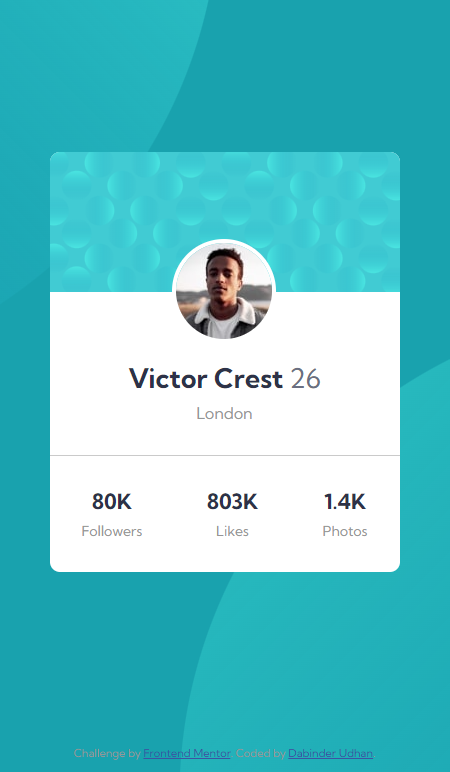 Victor Crest 26
London
80K 803K 1.4K
Followers Likes Photos
Challenge by Frontend Mentor. Coded by Dabinder Udhan